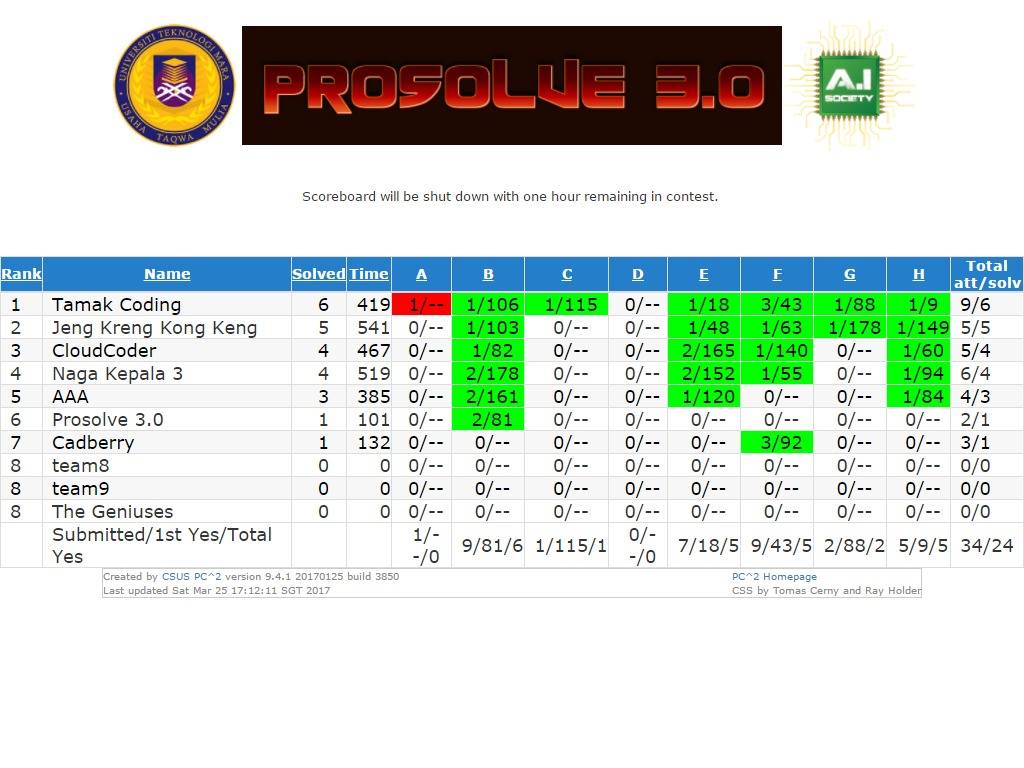 UNIVERSITI TEKNOLOGI MARA
USAHA TAQWA MULIA
PROSOLVE 3.0
A.I
SOCIETY
Scoreboard will be shut down with one hour remaining in contest.
Rank Name Solved Time A B C D E F G H Total att/solv
1 Tamak Coding 6 419 1/-- 1/106 1/115 0/-- 1/18 3/43 1/88 1/9 9/6
2 Jeng Kreng Kong Keng 5 541 0/-- 1/103 0/-- 0/-- 1/48 1/63 1/178 1/149 5/5
3 CloudCoder 4 467 0/-- 1/82 0/-- 0/-- 2/165 1/140 0/-- 1/60 5/4
4 Naga Kepala 3 4 519 0/-- 2/178 0/-- 0/-- 2/152 1/55 0/-- 1/94 6/4
5 AAA 3 385 0/-- 2/161 0/-- 0/-- 1/120 0/-- 0/-- 1/84 4/3
6 Prosolve 3.0 1 101 0/-- 2/81 0/-- 0/-- 0/-- 0/-- 0/-- 0/-- 2/1
7 Cadberry 1 132 0/-- 0/-- 0/-- 0/-- 0/-- 3/92 0/-- 0/-- 3/1
8 team8 0 0 0/-- 0/-- 0/-- 0/-- 0/-- 0/-- 0/-- 0/-- 0/0
8 team9 0 0 0/-- 0/-- 0/-- 0/-- 0/-- 0/-- 0/-- 0/-- 0/0
8 The Geniuses 0 0 0/-- 0/-- 0/-- 0/-- 0/-- 0/-- 0/-- 0/-- 0/0
Submitted/1st Yes/Total Yes 1/--/0 9/81/6 1/115/1 0/--/0 7/18/5 9/43/5 2/88/2 5/9/5 34/24
Created by CSUS PC^2 version 9.4.1 20170125 build 3850 PC^2 Homepage
Last updated Sat Mar 25 17:12:11 SGT 2017 CSS by Tomas Cerny and Ray Holder